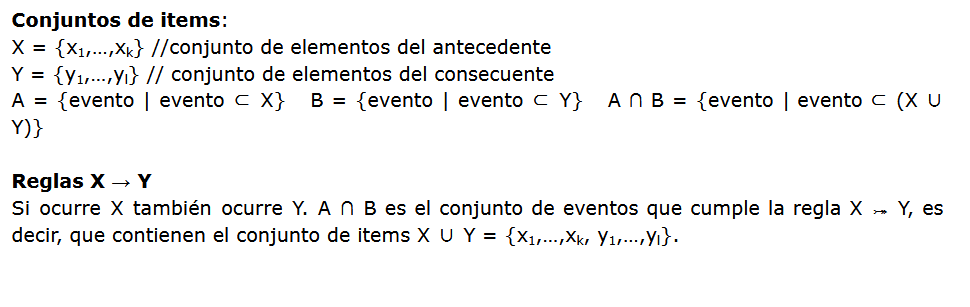 Conjuntos de items:
X = {x₁,...,xₖ} //conjunto de elementos del antecedente
Y = {y₁,...,yₗ} // conjunto de elementos del consecuente
A = {evento | evento ⊂ X} B = {evento | evento ⊂ Y} A ∩ B = {evento | evento ⊂ (X ∪
Y)}
Reglas X → Y
Si ocurre X también ocurre Y. A ∩ B es el conjunto de eventos que cumple la regla X ↣ Y, es
decir, que contienen el conjunto de items X ∪ Y = {x₁,...,xₖ, y₁,...,yₗ}.